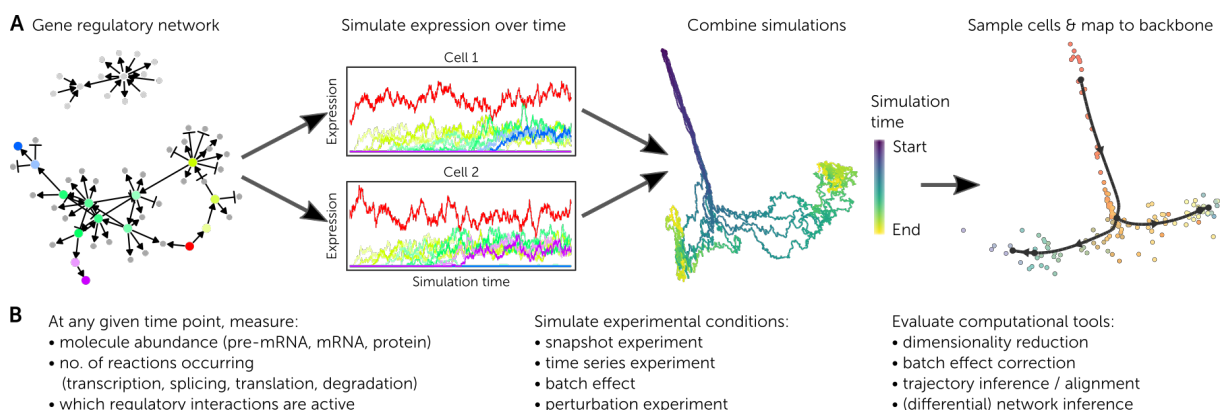 A Gene regulatory network
Simulate expression over time
Combine simulations
Sample cells & map to backbone
Cell 1
Expression
Cell 2
Expression
Simulation time
Simulation
time
Start
End
B
At any given time point, measure:
• molecule abundance (pre-mRNA, mRNA, protein)
• no. of reactions occurring
(transcription, splicing, translation, degradation)
• which regulatory interactions are active
Simulate experimental conditions:
• snapshot experiment
• time series experiment
• batch effect
• perturbation experiment
Evaluate computational tools:
• dimensionality reduction
• batch effect correction
• trajectory inference / alignment
• (differential) network inference